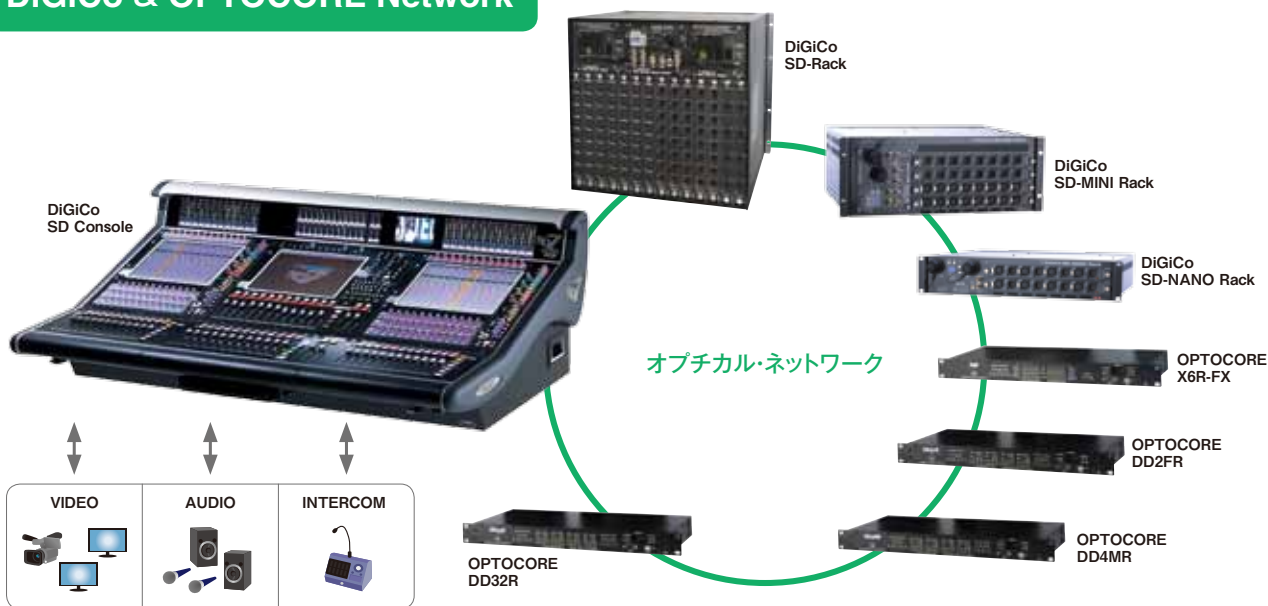 DiGiCo & OPTOCORE Network
DiGiCo
SD-Rack
DiGiCo
SD-MINI Rack
DiGiCo
SD Console
DiGiCo
SD-NANO Rack
オプチカル・ネットワーク
OPTOCORE
X6R-FX
OPTOCORE
DD2FR
VIDEO
AUDIO
INTERCOM
OPTOCORE
DD4MR
OPTOCORE
DD32R